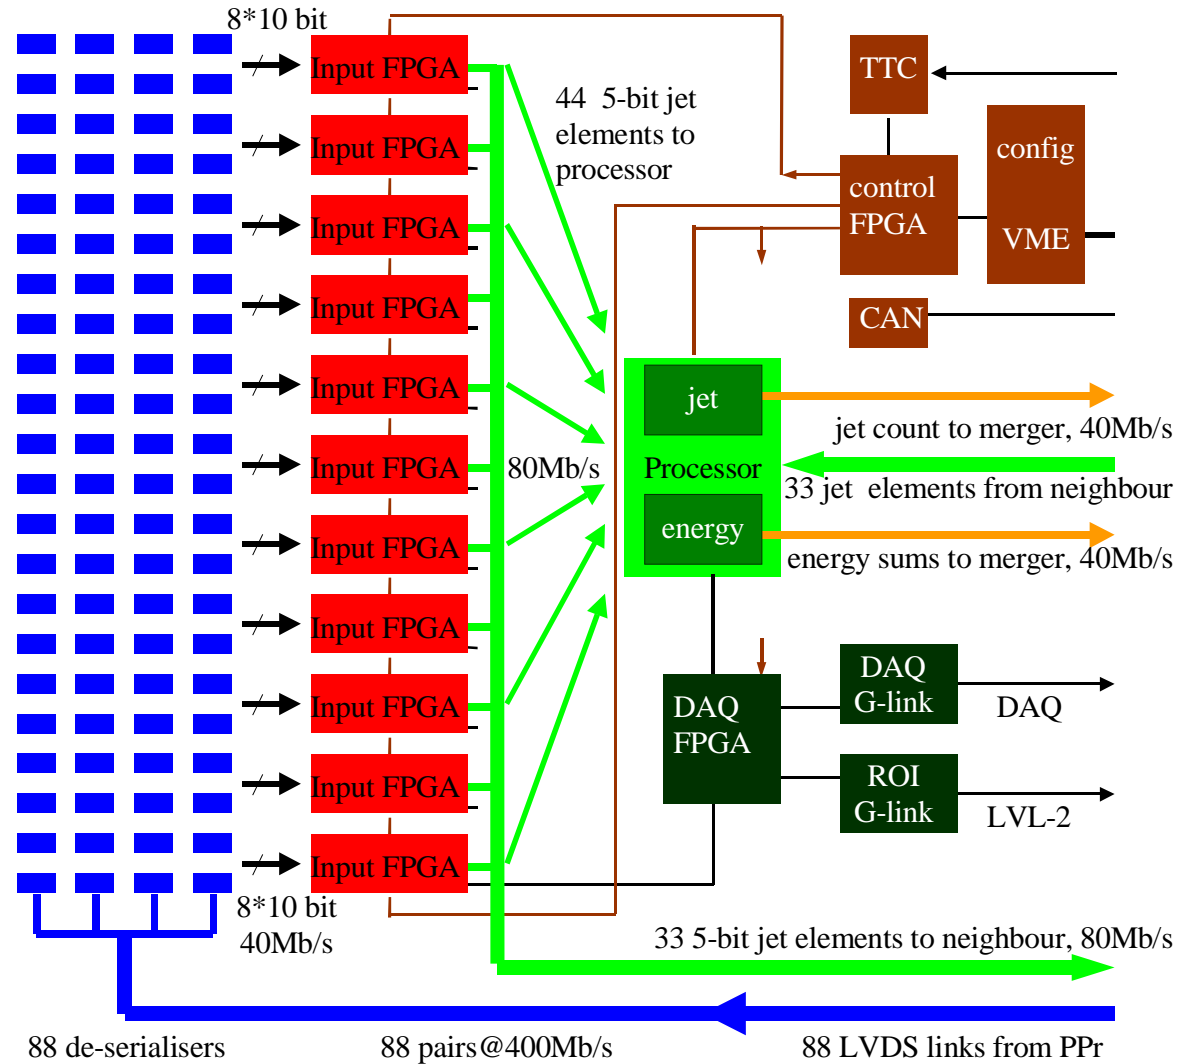 8*10 bit
Input FPGA
Input FPGA
Input FPGA
Input FPGA
Input FPGA
Input FPGA
Input FPGA
Input FPGA
Input FPGA
Input FPGA
Input FPGA
8*10 bit
40Mb/s
44 5-bit jet
elements to
processor
80Mb/s
TTC
config
VME
control
FPGA
CAN
jet
Processor
energy
jet count to merger, 40Mb/s
33 jet elements from neighbour
energy sums to merger, 40Mb/s
DAQ
FPGA
DAQ
G-link
DAQ
ROI
G-link
LVL-2
33 5-bit jet elements to neighbour, 80Mb/s
88 de-serialisers
88 pairs@400Mb/s
88 LVDS links from PPr